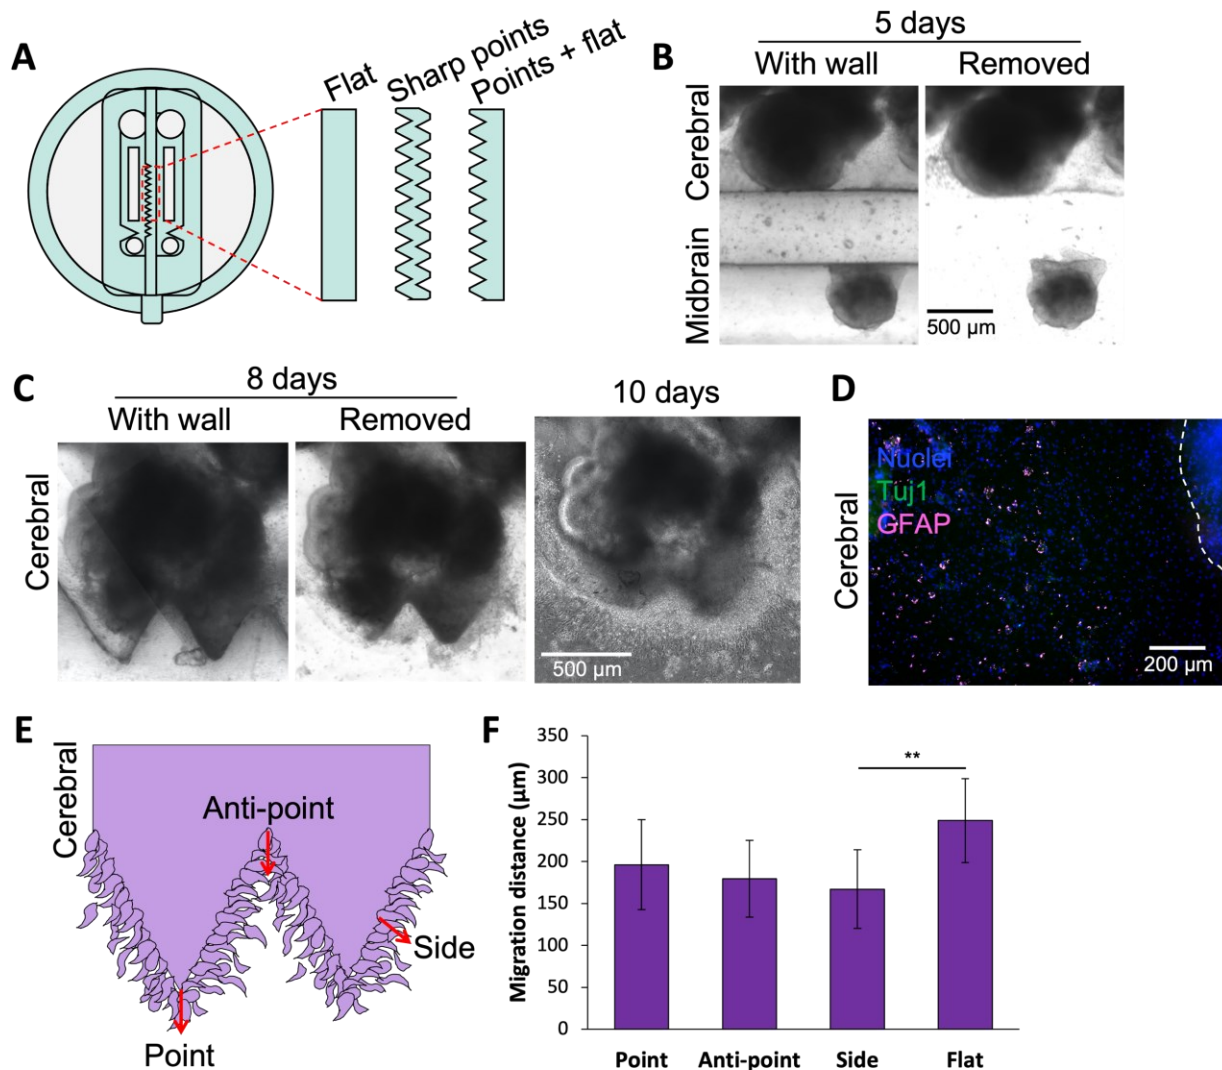 A
Flat
Sharp points
Points + flat
B
5 days
With wall
Removed
Cerebral
Midbrain
500 µm
C
8 days
With wall
Removed
10 days
Cerebral
500 µm
D
Nuclei
Tuj1
GFAP
Cerebral
200 µm
E
Cerebral
Anti-point
Side
Point
F
Migration distance (µm)
350
300
250
200
150
100
50
0
**
Point
Anti-point
Side
Flat